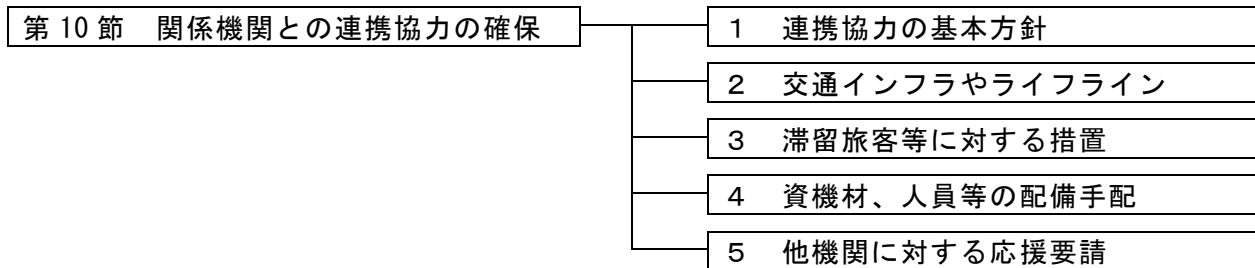 第10節　関係機関との連携協力の確保
1　連携協力の基本方針
2　交通インフラやライフライン
3　滞留旅客等に対する措置
4　資機材、人員等の配備手配
5　他機関に対する応援要請